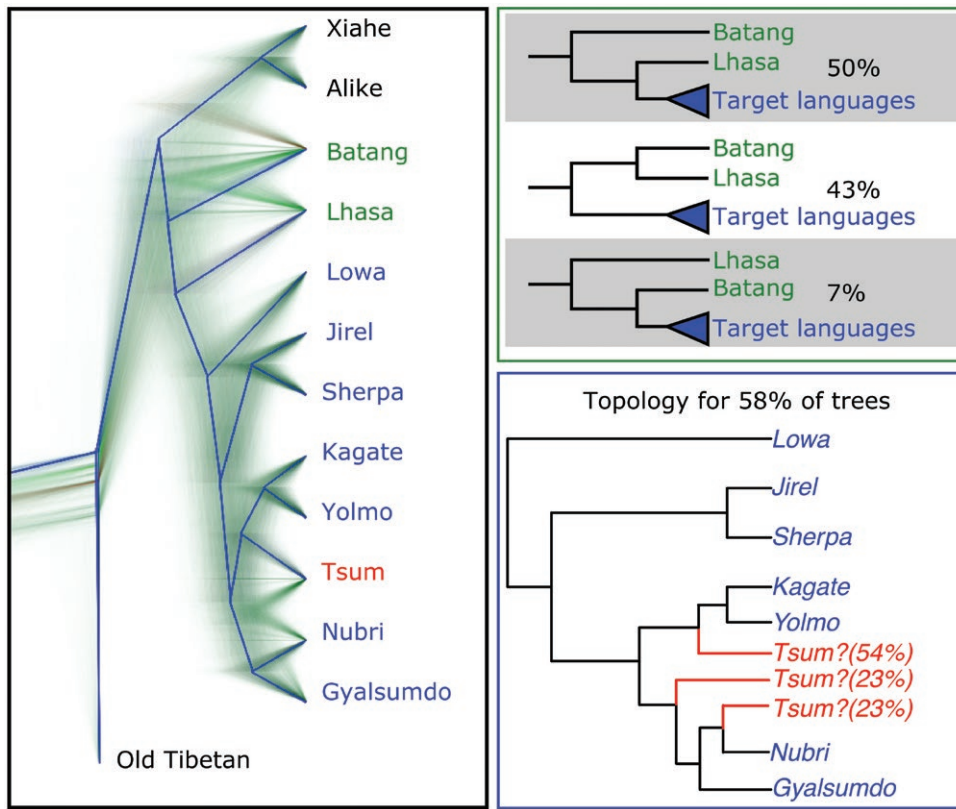 Xiahe
Alike
Batang
Lhasa
Lowa
Jirel
Sherpa
Kagate
Yolmo
Tsum
Nubri
Gyalsumdo
Old Tibetan
Batang
Lhasa
50%
Target languages
Batang
Lhasa
43%
Target languages
Lhasa
Batang
7%
Target languages
Topology for 58% of trees
Lowa
Jirel
Sherpa
Kagate
Yolmo
Tsum?(54%)
Tsum?(23%)
Tsum?(23%)
Nubri
Gyalsumdo